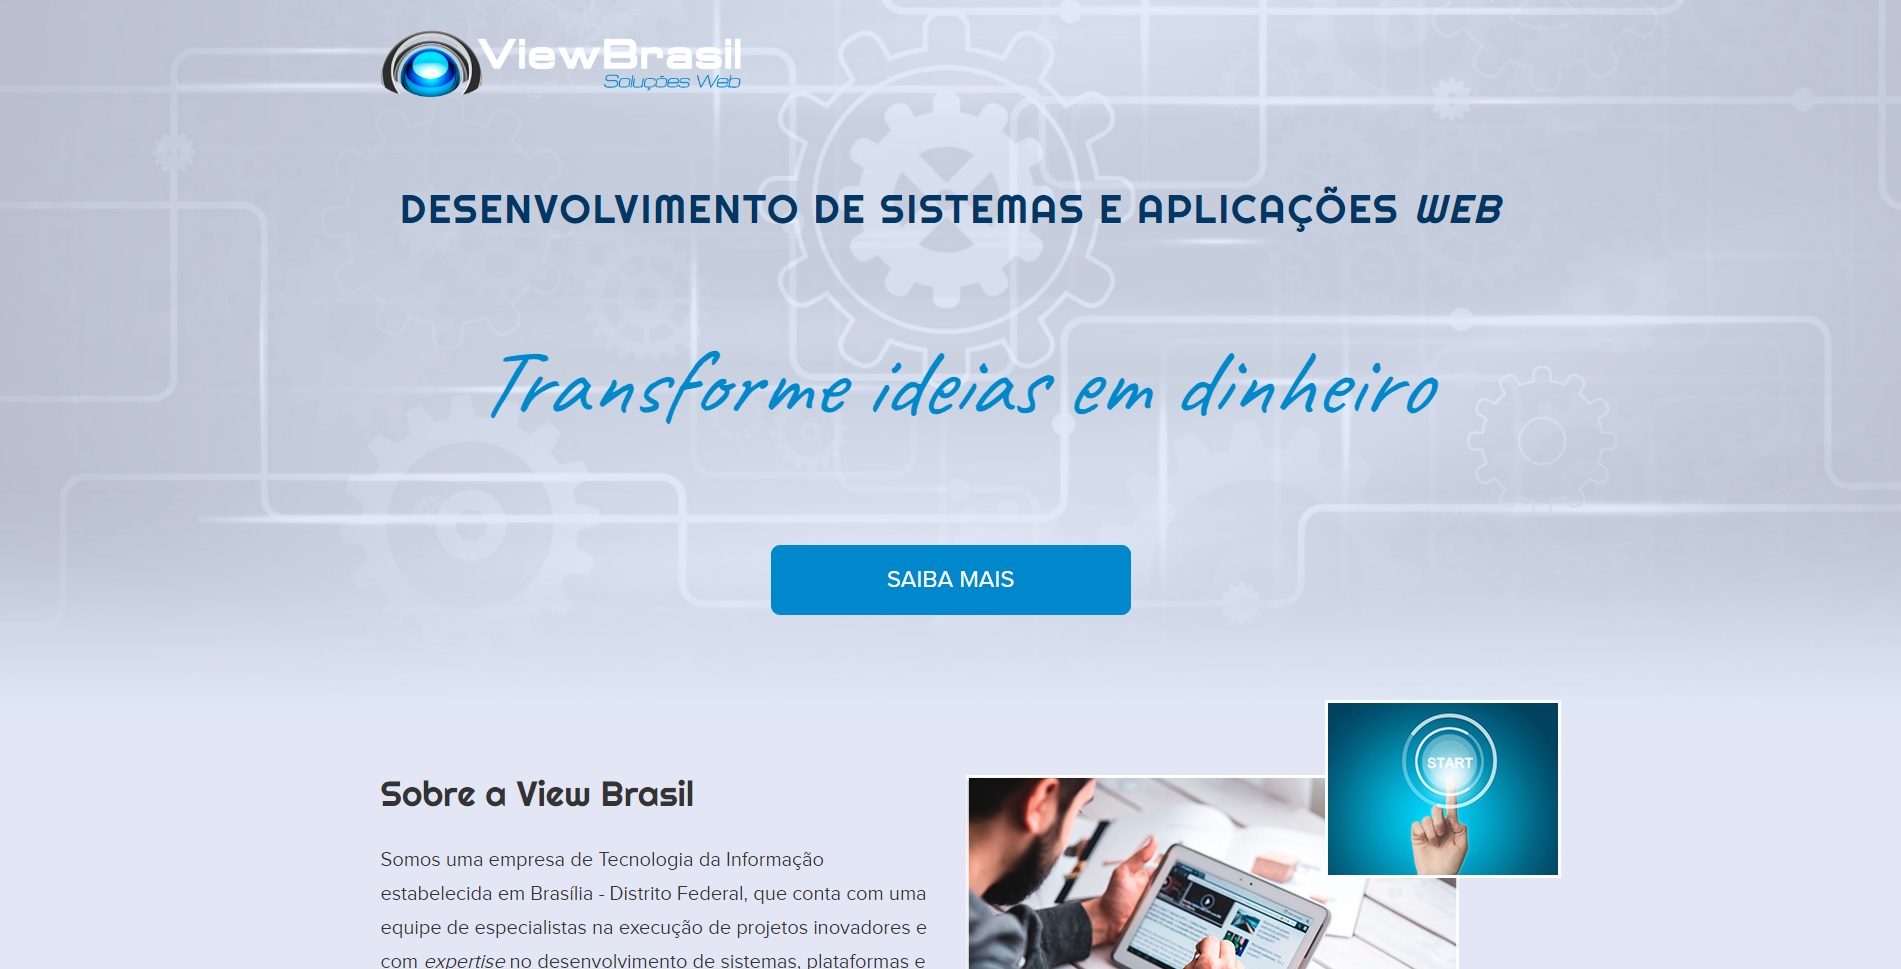 ViewBrasil
Soluções Web
DESENVOLVIMENTO DE SISTEMAS E APLICAÇÕES WEB
Transforme ideias em dinheiro
SAIBA MAIS
START
Sobre a View Brasil
Somos uma empresa de Tecnologia da Informação
estabelecida em Brasília - Distrito Federal, que conta com uma
equipe de especialistas na execução de projetos inovadores e
com expertise no desenvolvimento de sistemas, plataformas e